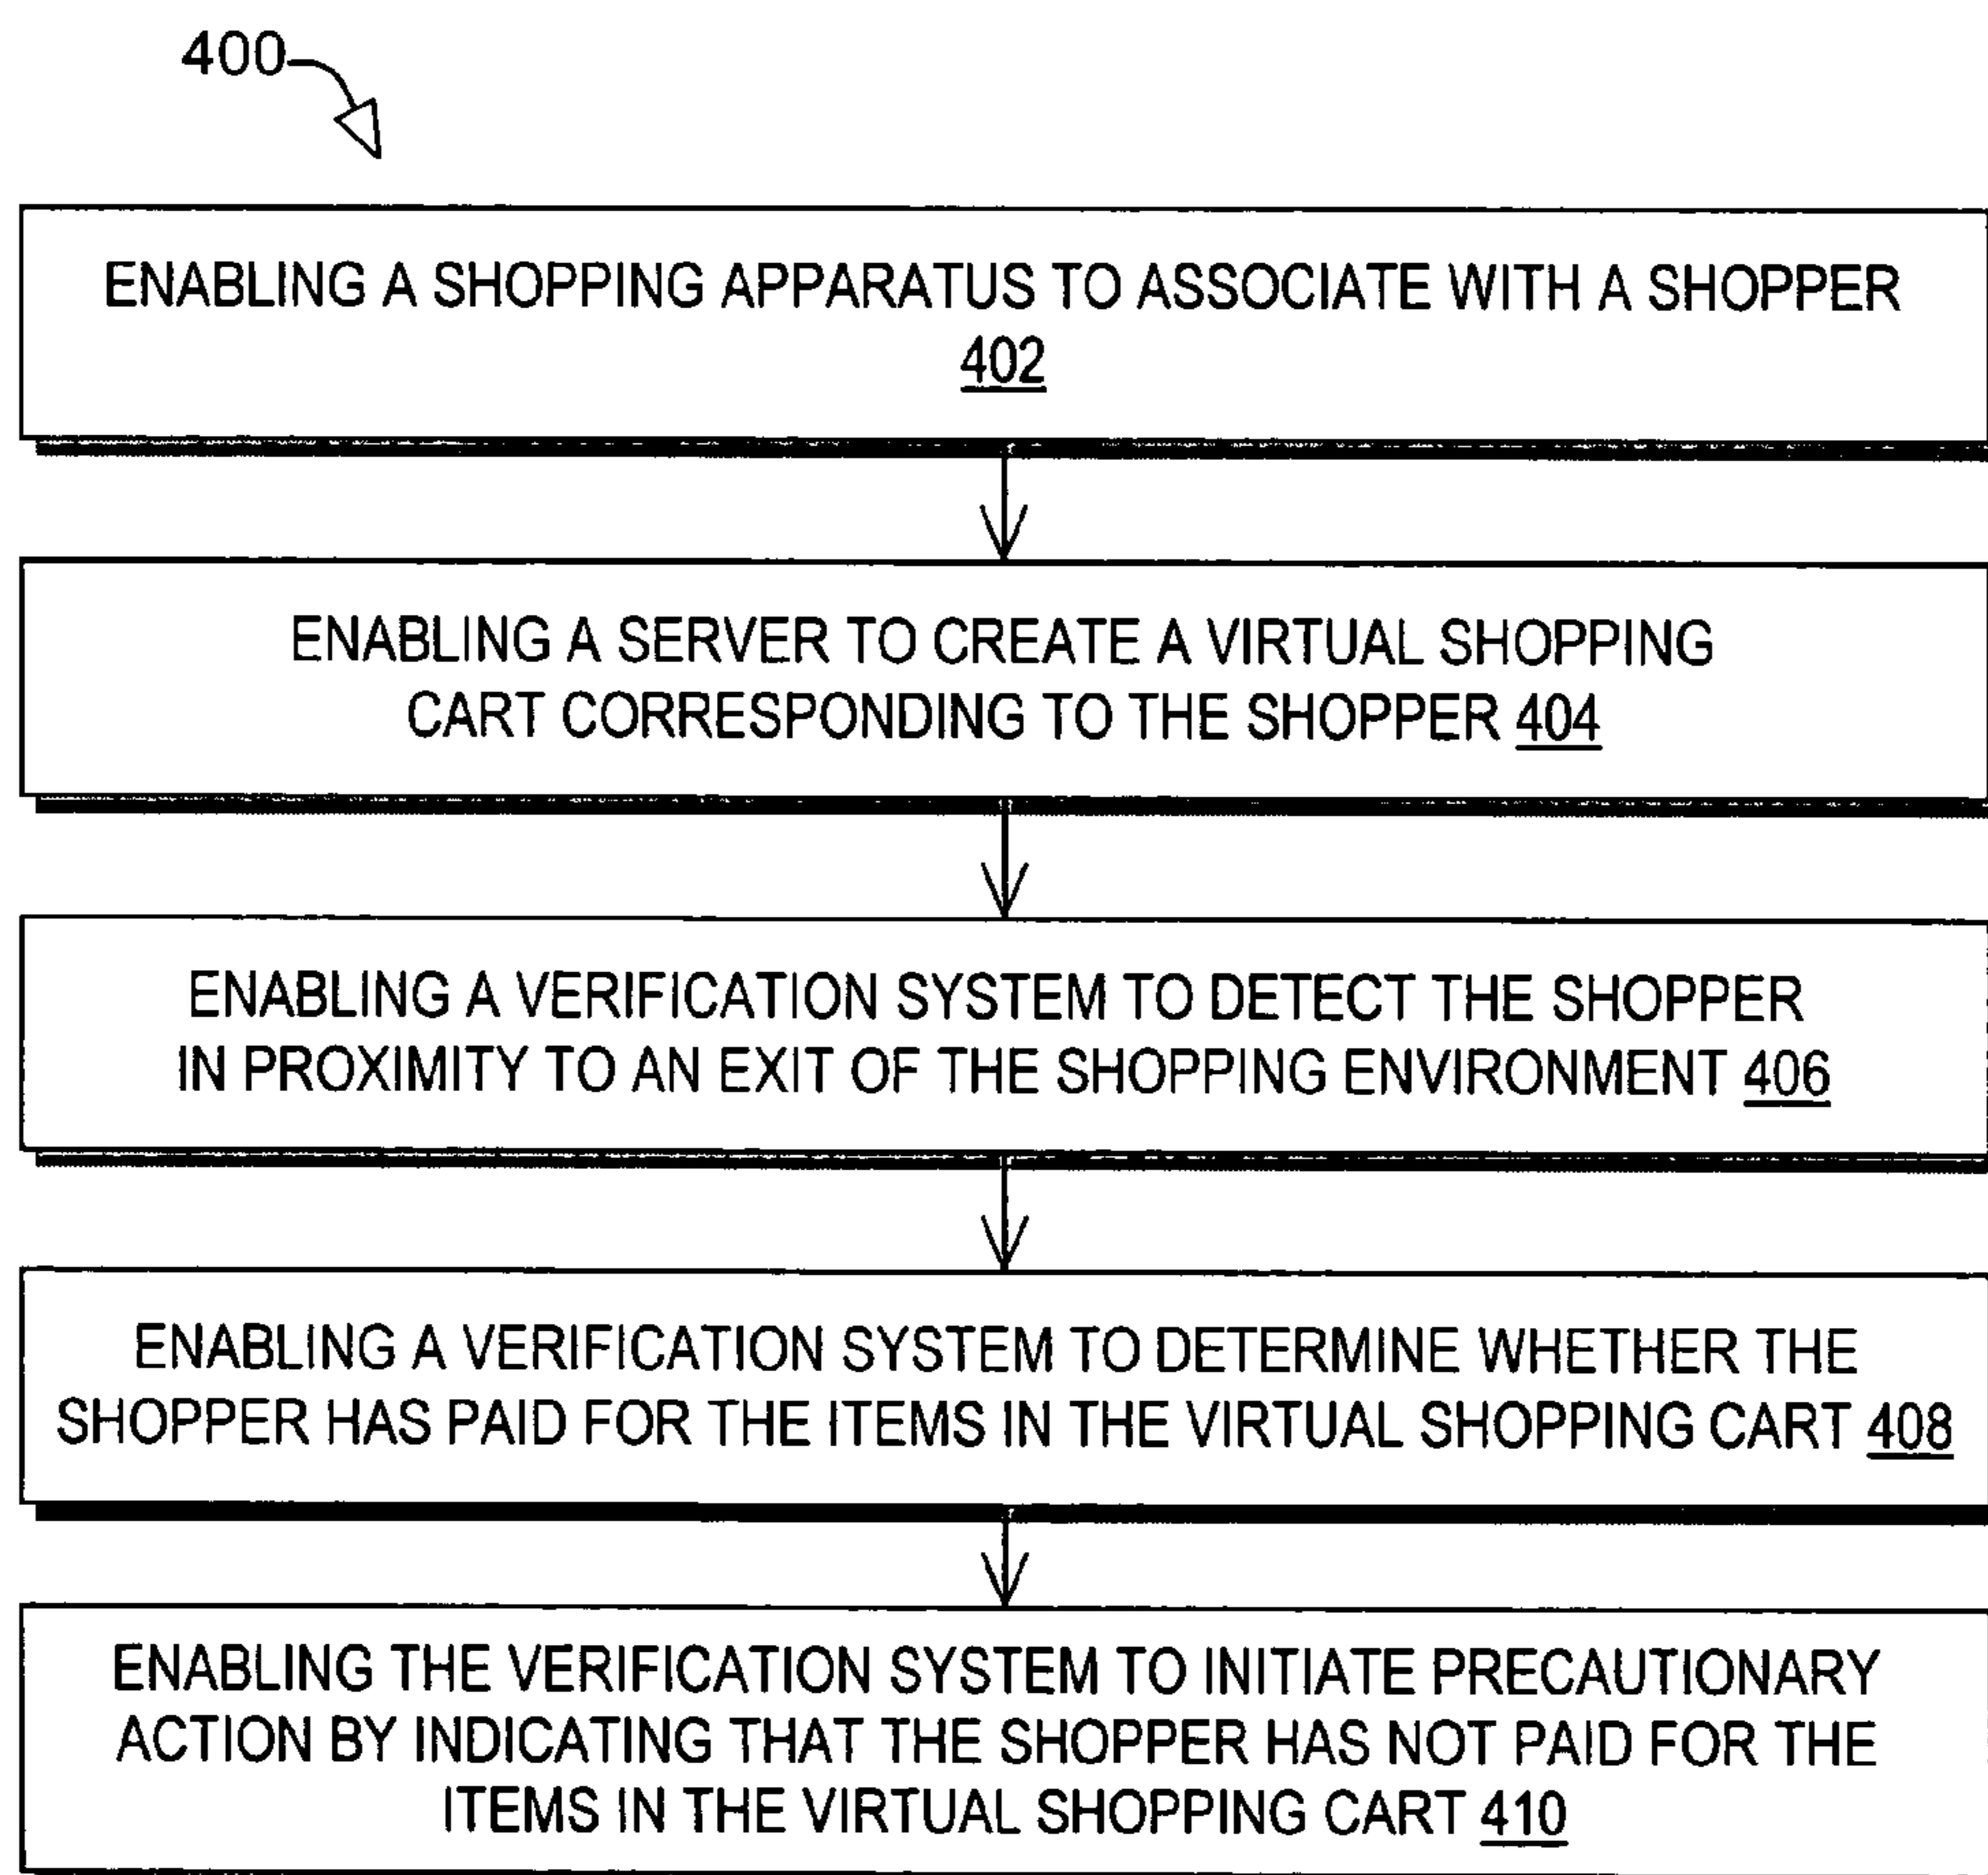 400
ENABLING A SHOPPING APPARATUS TO ASSOCIATE WITH A SHOPPER
402
ENABLING A SERVER TO CREATE A VIRTUAL SHOPPING
CART CORRESPONDING TO THE SHOPPER 404
ENABLING A VERIFICATION SYSTEM TO DETECT THE SHOPPER
IN PROXIMITY TO AN EXIT OF THE SHOPPING ENVIRONMENT 406
ENABLING A VERIFICATION SYSTEM TO DETERMINE WHETHER THE
SHOPPER HAS PAID FOR THE ITEMS IN THE VIRTUAL SHOPPING CART 408
ENABLING THE VERIFICATION SYSTEM TO INITIATE PRECAUTIONARY
ACTION BY INDICATING THAT THE SHOPPER HAS NOT PAID FOR THE
ITEMS IN THE VIRTUAL SHOPPING CART 410